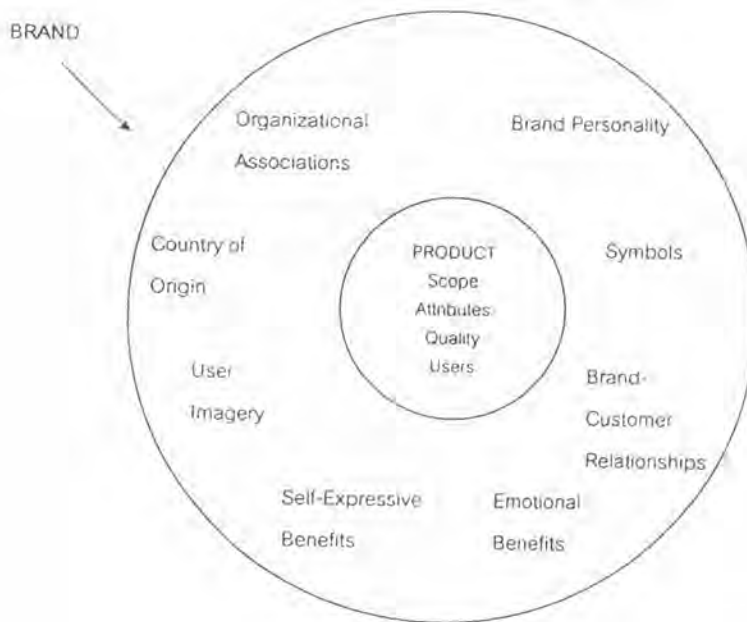 BRAND
Organizational
Associations
Brand Personality
Country of
Origin
PRODUCT
Scope
Attributes
Quality
Users
Symbols
User
Imagery
Brand-
Customer
Relationships
Self-Expressive
Benefits
Emotional
Benefits